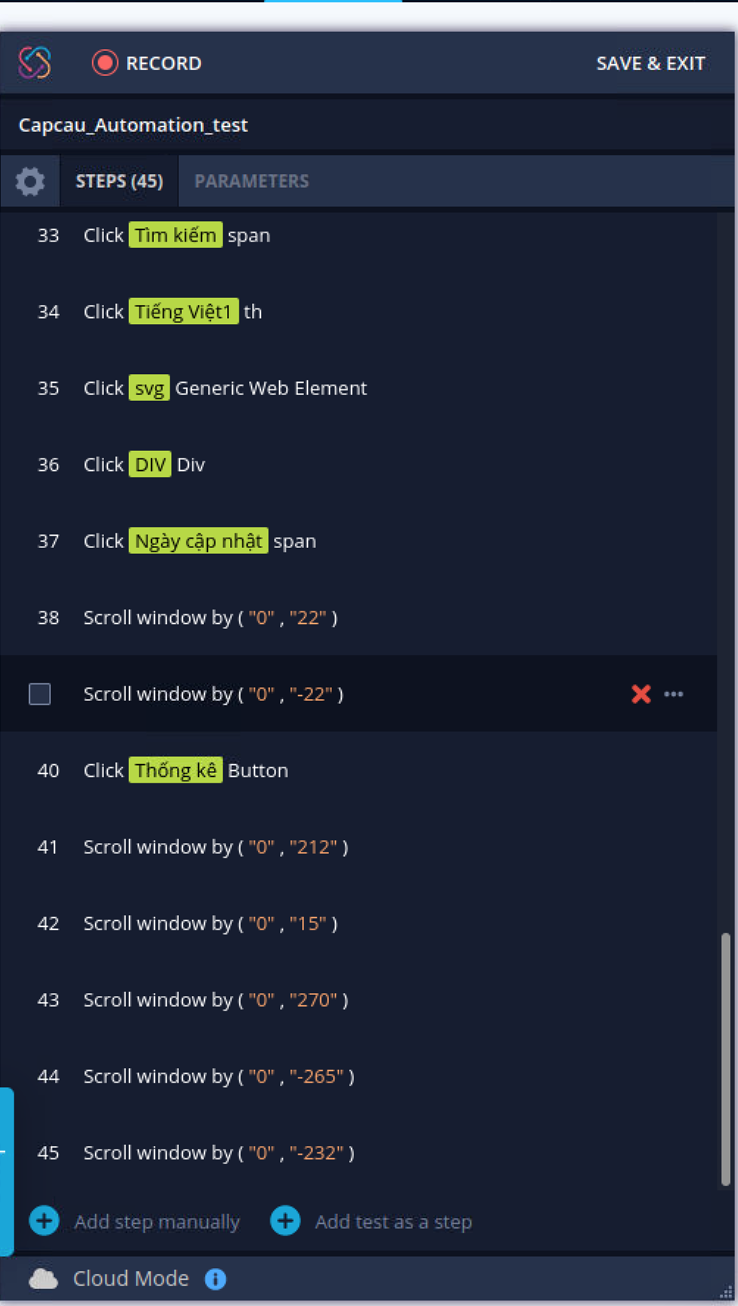 RECORD SAVE & EXIT
Capcau_Automation_test
STEPS (45) PARAMETERS
33 Click Tìm kiếm span
34 Click Tiếng Việt1 th
35 Click svg Generic Web Element
36 Click DIV Div
37 Click Ngày cập nhật span
38 Scroll window by ( "0" , "22" )
Scroll window by ( "0" , "-22" )
40 Click Thống kê Button
41 Scroll window by ( "0" , "212" )
42 Scroll window by ( "0" , "15" )
43 Scroll window by ( "0" , "270" )
44 Scroll window by ( "0" , "-265" )
45 Scroll window by ( "0" , "-232" )
Add step manually Add test as a step
Cloud Mode